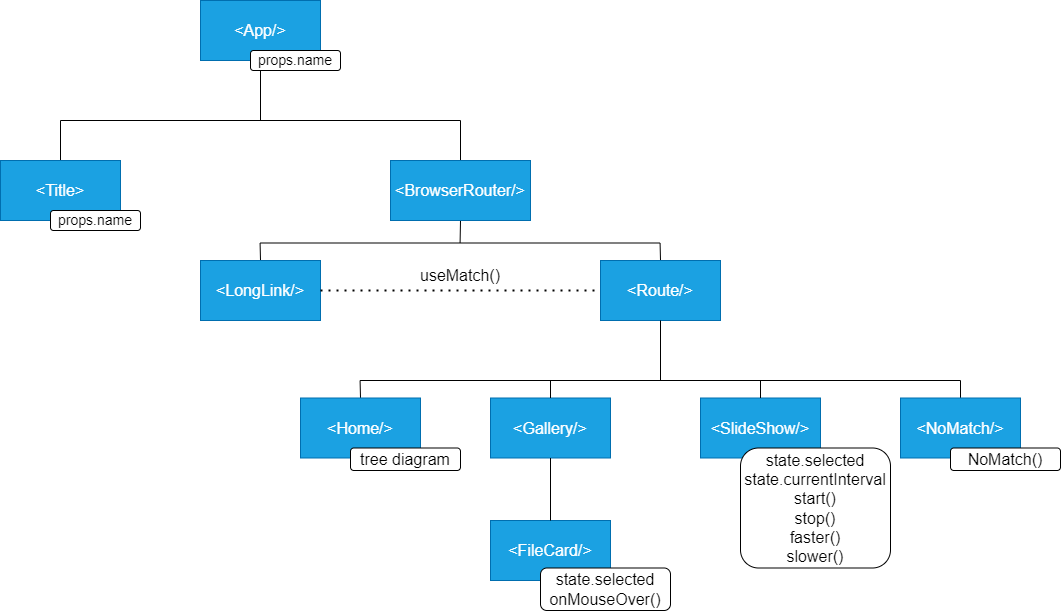 <App/>
props.name
<Title>
props.name
<BrowserRouter/>
<LongLink/>
useMatch()
<Route/>
<Home/>
tree diagram
<Gallery/>
<SlideShow/>
state.selected
state.currentInterval
start()
stop()
faster()
slower()
<NoMatch/>
NoMatch()
<FileCard/>
state.selected
onMouseOver()